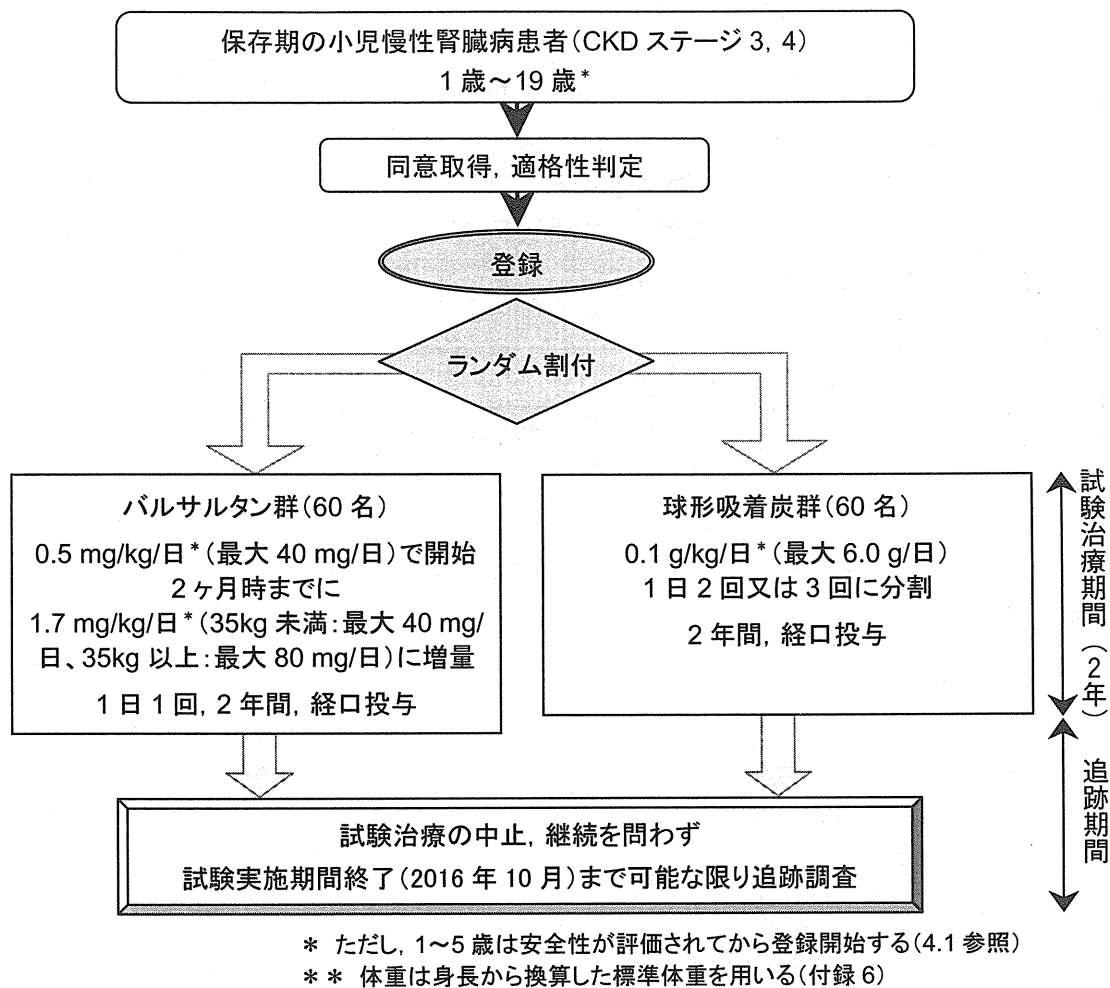 保存期の小児慢性腎臓病患者(CKD ステージ3, 4)
1歳～19歳*
同意取得, 適格性判定
登録
ランダム割付
バルサルタン群(60 名)
0.5 mg/kg/日*(最大 40 mg/日)で開始
2ヶ月時までに
1.7 mg/kg/日*(35kg 未満:最大 40 mg/
日、35kg 以上:最大 80 mg/日)に増量
1日1回, 2年間, 経口投与
球形吸着炭群(60 名)
0.1 g/kg/日*(最大 6.0 g/日)
1日2回又は3回に分割
2年間, 経口投与
試験治療期間(2年)
追跡期間
試験治療の中止, 継続を問わず
試験実施期間終了(2016 年 10 月)まで可能な限り追跡調査
* ただし, 1～5 歳は安全性が評価されてから登録開始する(4.1 参照)
** 体重は身長から換算した標準体重を用いる(付録 6)